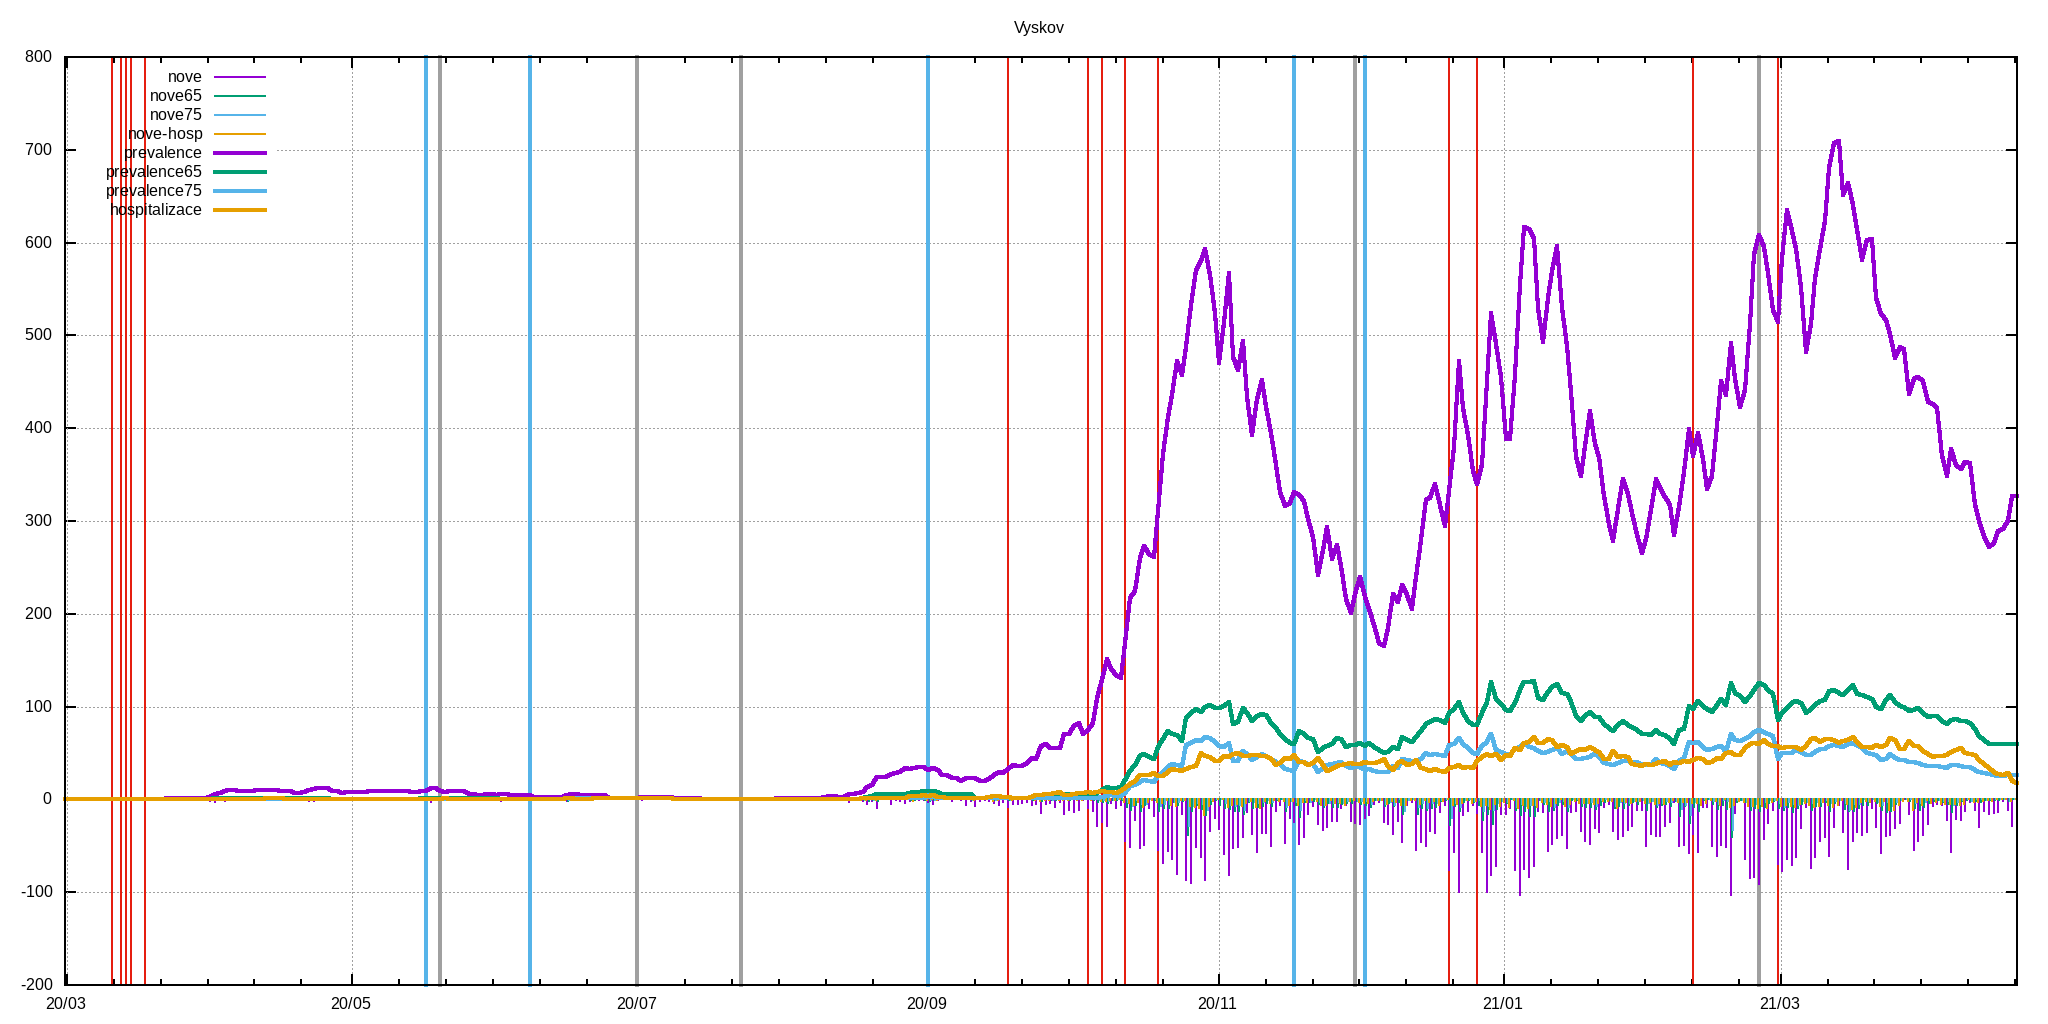 Vyskov
800
700
600
500
400
300
200
100
0
-100
-200
nove
nove65
nove75
nove-hosp
prevalence
prevalence65
prevalence75
hospitalizace
20/03 20/05 20/07 20/09 20/11 21/01 21/03